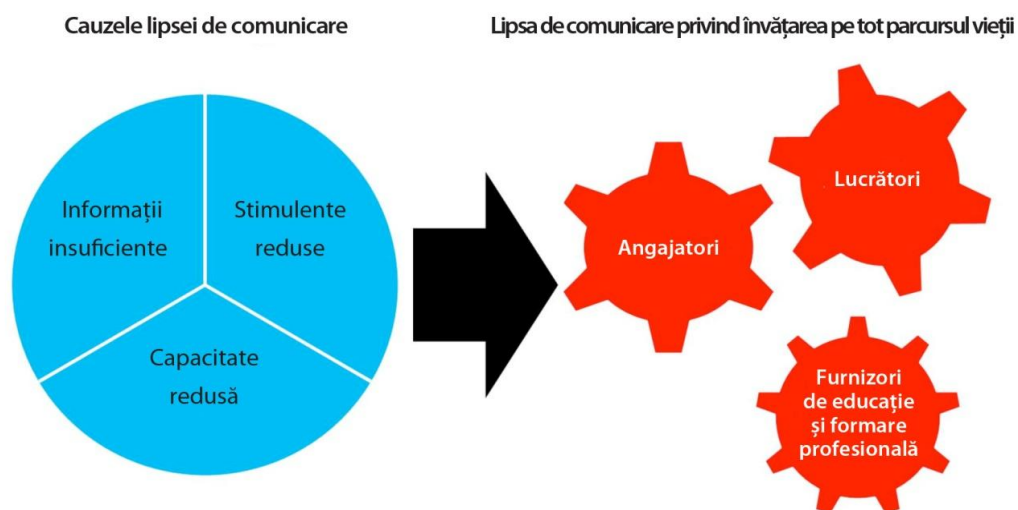 Cauzele lipsei de comunicare
Lipsa de comunicare privind învățarea pe tot parcursul vieții
Informații
insuficiente
Stimulente
reduse
Capacitate
redusă
Angajatori
Lucrători
Furnizori
de educație
și formare
profesională